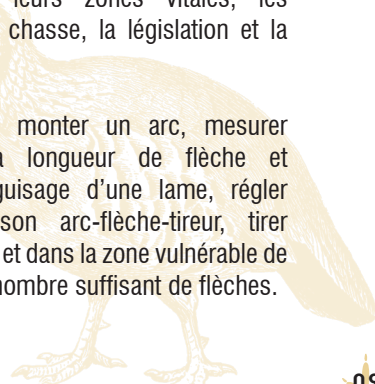 leurs zones vitales, les
chasse, la législation et la
monter un arc, mesurer
longueur de flèche et
d'une lame, régler
son arc-flèche-tireur, tirer
et dans la zone vulnérable de
nombre suffisant de flèches.